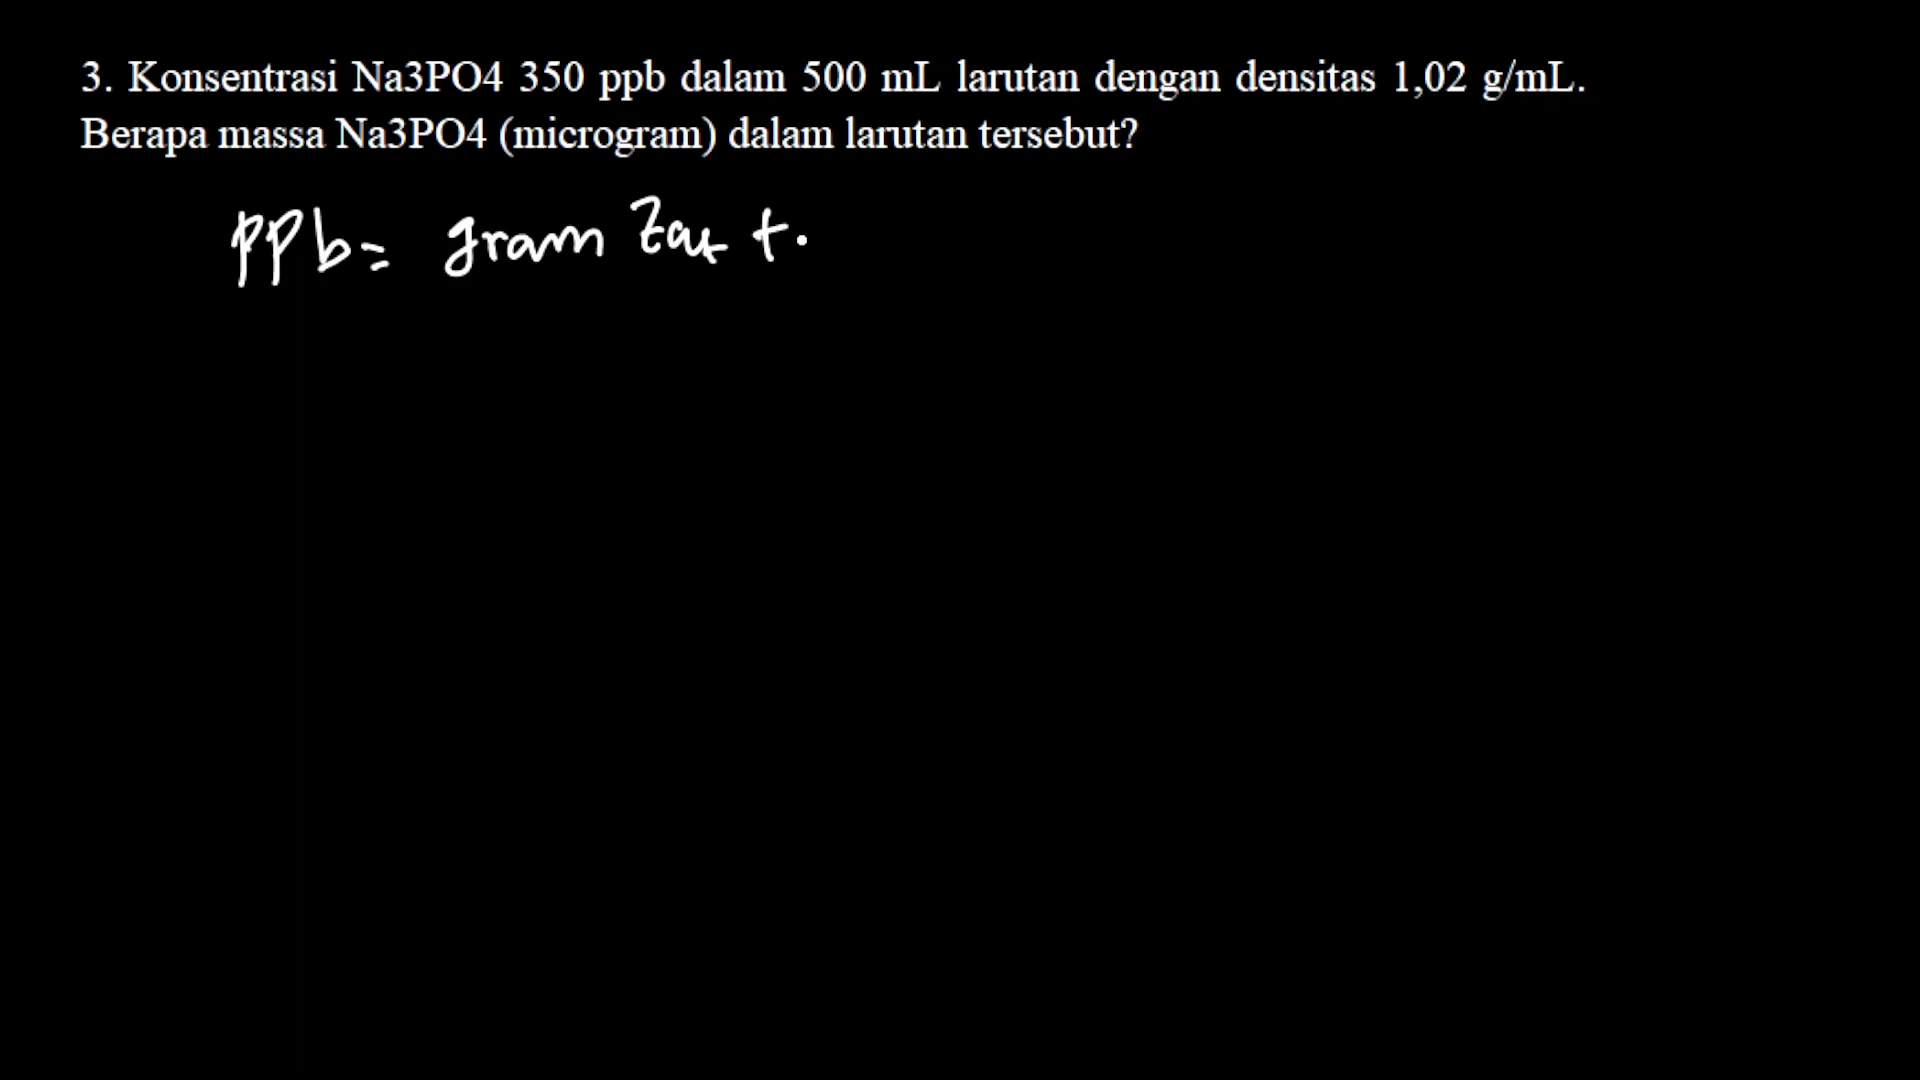 3. Konsentrasi Na3PO4 350 ppb dalam 500 mL larutan dengan densitas 1,02 g/mL.
Berapa massa Na3PO4 (microgram) dalam larutan tersebut?
ppb= gram zat t.